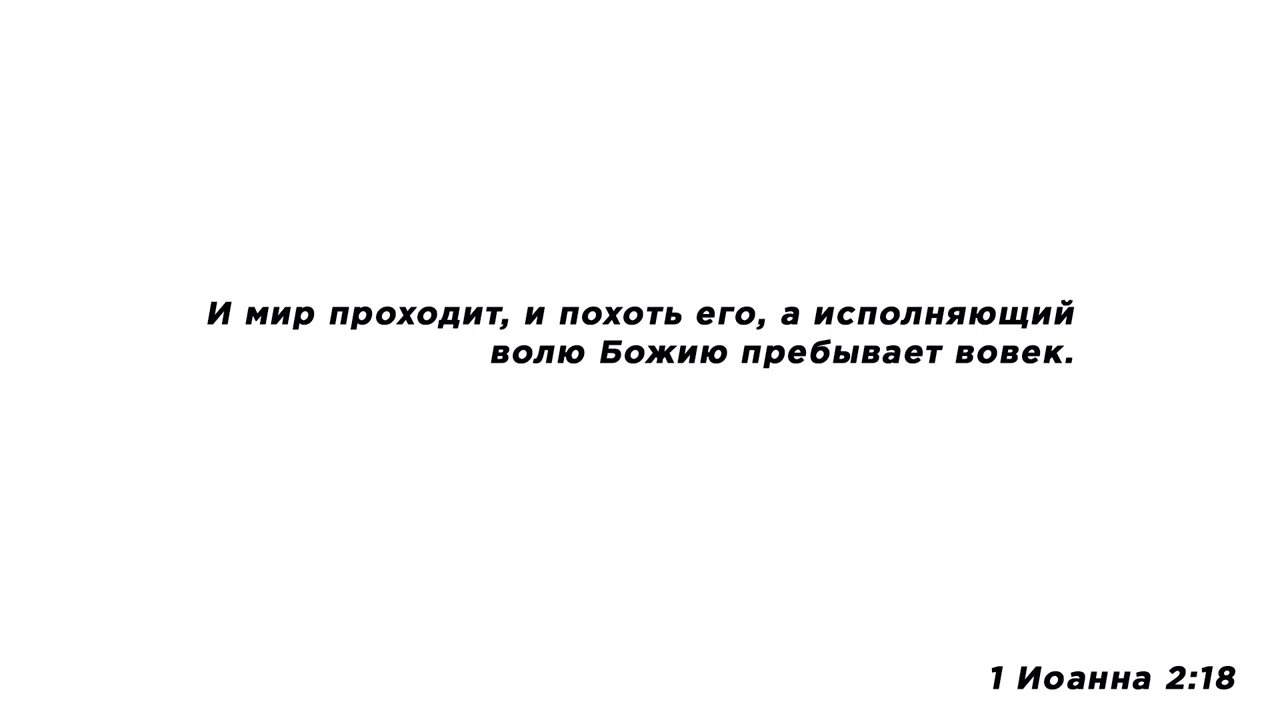 И мир проходит, и похоть его, а исполняющий
волю Божию пребывает вовек.
1 Иоанна 2:18